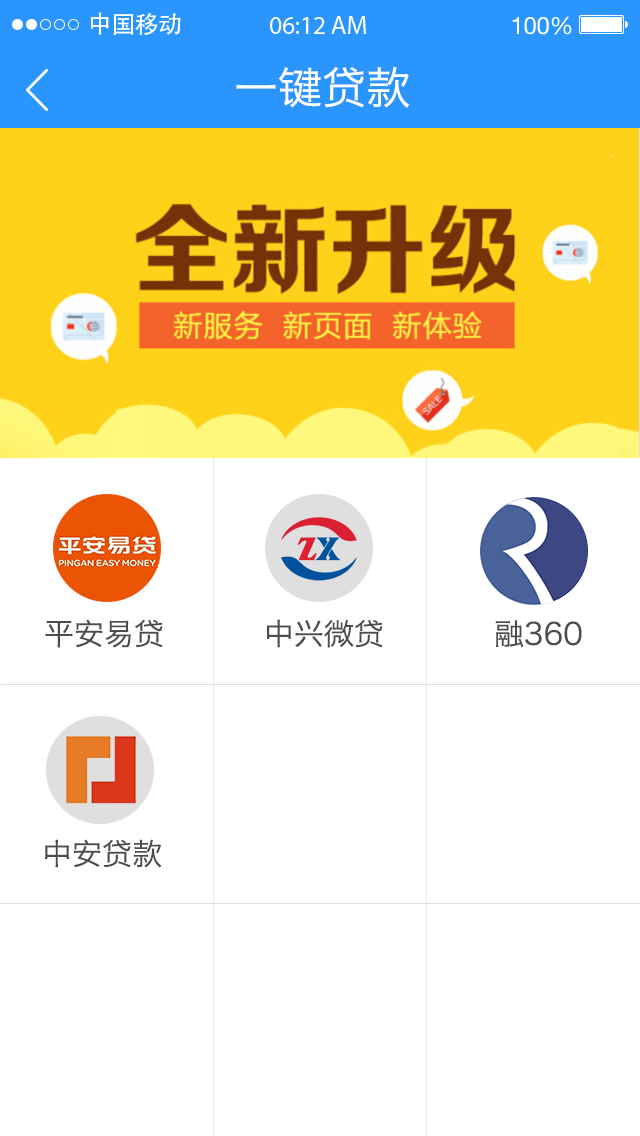 中国移动 06:12 AM 100%
一键贷款
全新升级
新服务 新页面 新体验
SALE
平安易贷
PINGAN EASY MONEY
ZX
R
平安易贷 中兴微贷 融360
中安贷款